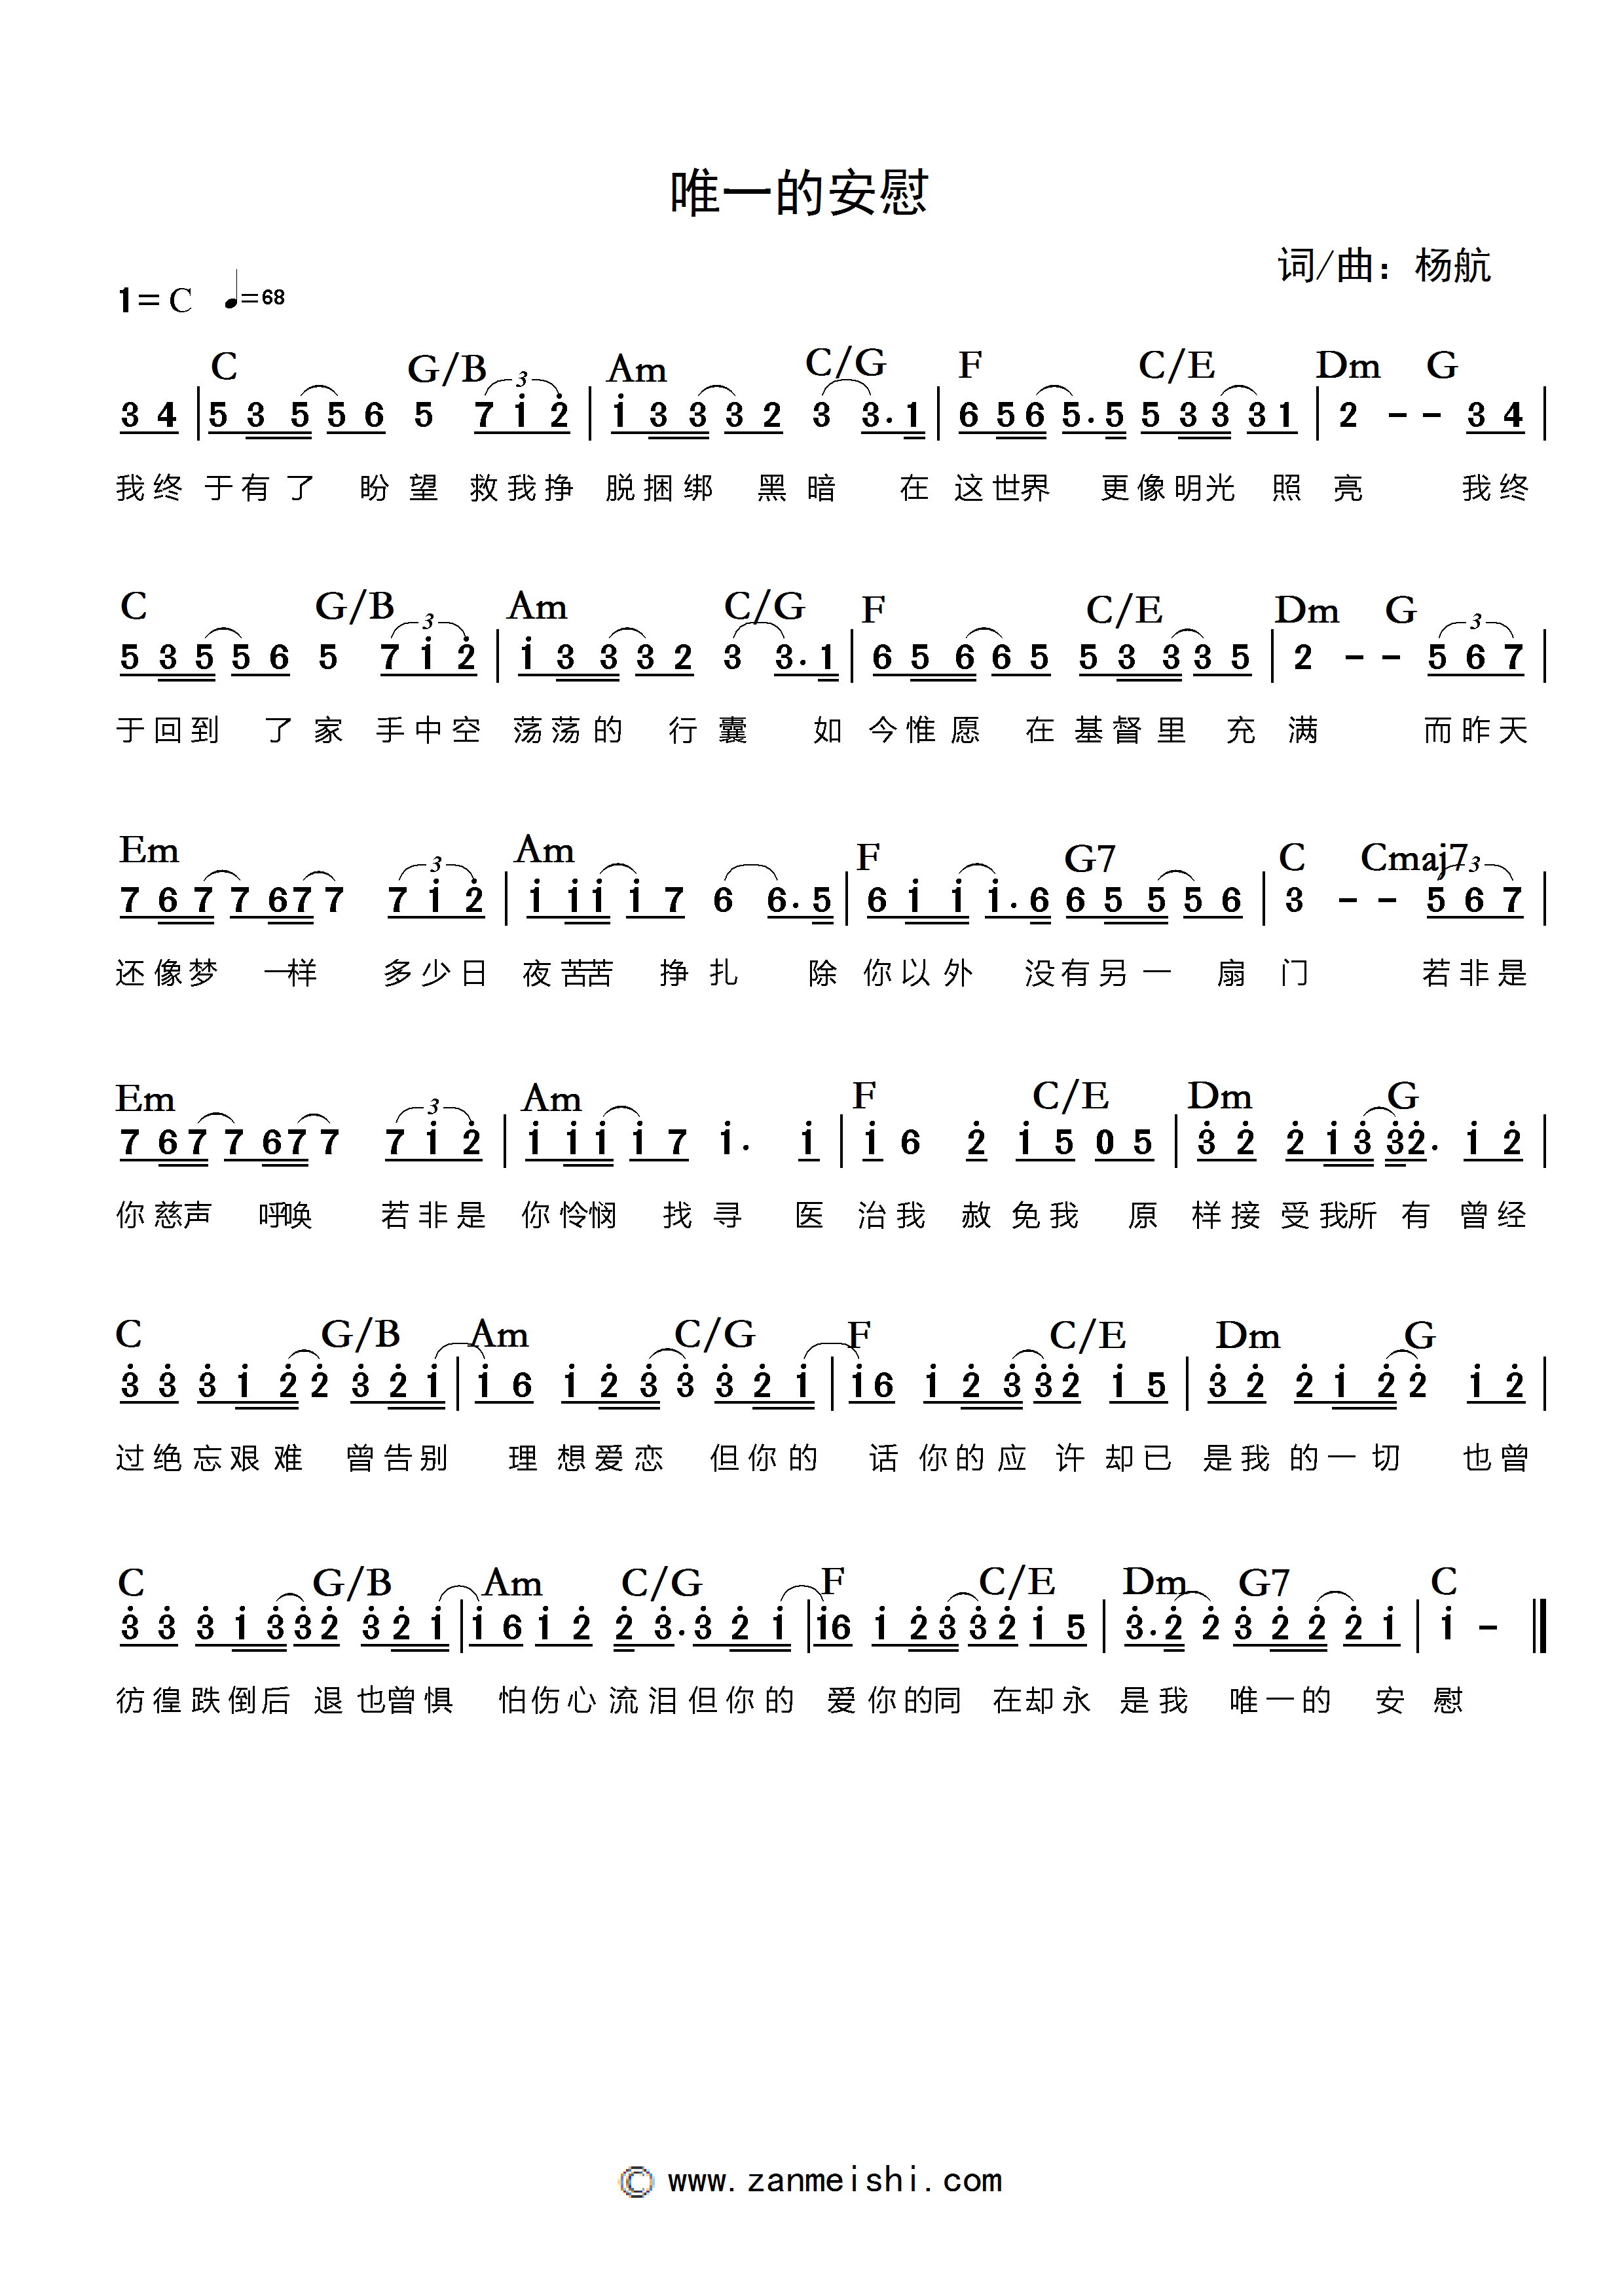 唯一的安慰
词/曲：杨航
1=C ♩=68
C G/B Am C/G F C/E Dm G
3 4 | 5 3 5 5 6 5 7 i 2 | i 3 3 3 2 3 3. 1 | 6 5 6 5. 5 5 3 3 3 1 | 2 - - 3 4 |
我终于有了盼望救我挣脱捆绑黑暗在这世界更像明光照亮我终
C G/B Am C/G F C/E Dm G
5 3 5 5 6 5 7 i 2 | i 3 3 3 2 3 3. 1 | 6 5 6 6 5 5 3 3 3 5 | 2 - - 5 6 7 |
于回到了家手中空荡荡的行囊如今惟愿在基督里充满而昨天
Em Am F G7 C Cmaj7
7 6 7 7 6 7 7 7 i 2 | i i i i 7 6 6. 5 | 6 i i i. 6 6 5 5 5 6 | 3 - - 5 6 7 |
还像梦一样多少日夜苦苦挣扎除你以外没有另一扇门若非是
Em Am F C/E Dm G
7 6 7 7 6 7 7 7 i 2 | i i i i 7 i. i | i 6 2 i 5 0 5 | 3 2 2 i 3 3 2. i 2 |
你慈声呼唤若非是你怜悯找寻医治我赦免我原样接受我所有曾经
C G/B Am C/G F C/E Dm G
3 3 3 i 2 2 3 2 i | i 6 i 2 3 3 3 2 i | i 6 i 2 3 3 2 i 5 | 3 2 2 i 2 2 i 2 |
过绝忘艰难曾告别理想爱恋但你的话你的应许却已是我的一切也曾
C G/B Am C/G F C/E Dm G7 C
3 3 3 i 3 3 2 3 2 i | i 6 i 2 2 3. 3 2 i | i 6 i 2 3 3 2 i 5 | 3. 2 2 3 2 2 2 i | i - ‖
彷徨跌倒后退也曾惧怕伤心流泪但你的爱你的同在却永是我唯一的安慰
© www.zanmeishi.com